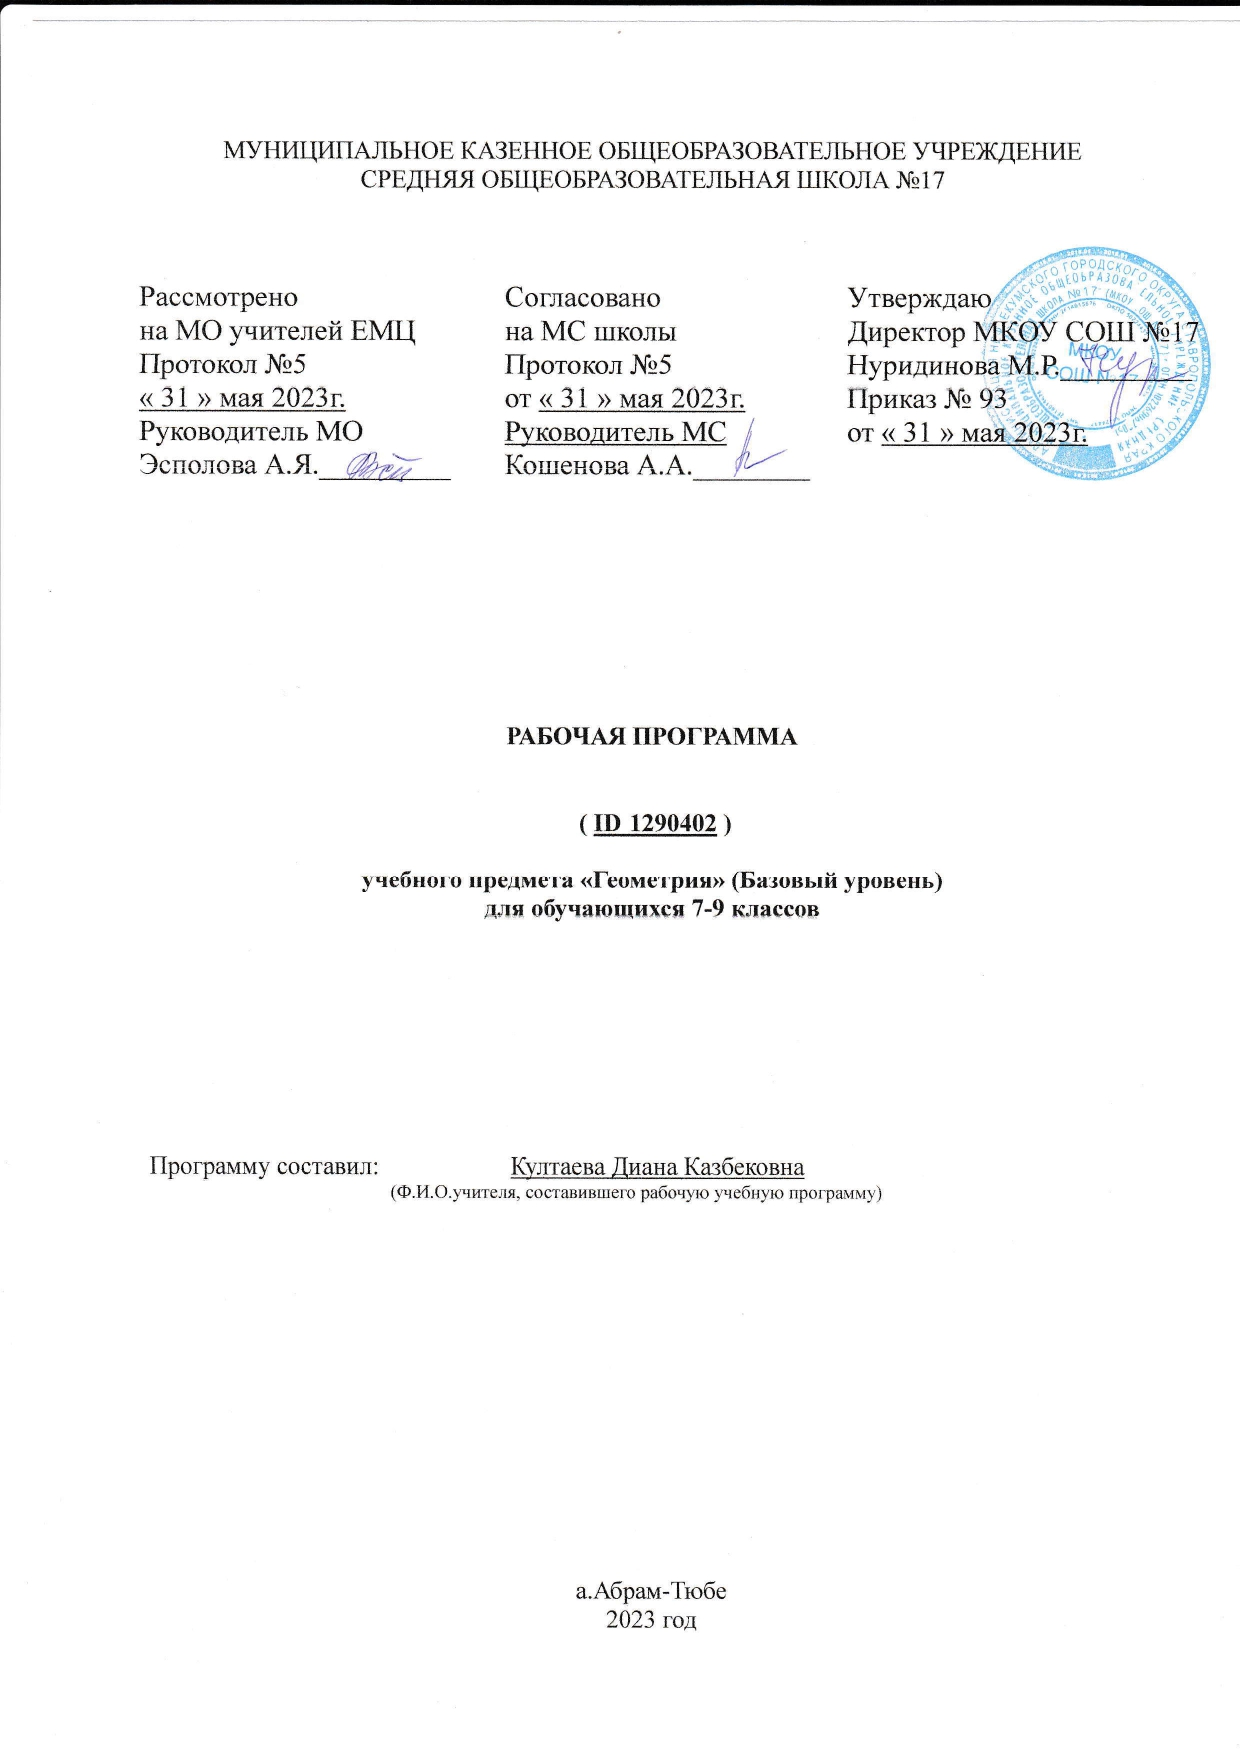 МУНИЦИПАЛЬНОЕ КАЗЕННОЕ ОБЩЕОБРАЗОВАТЕЛЬНОЕ УЧРЕЖДЕНИЕ
СРЕДНЯЯ ОБЩЕОБРАЗОВАТЕЛЬНАЯ ШКОЛА №17
Рассмотрено
на МО учителей ЕМЦ
Протокол №5
« 31 » мая 2023г.
Руководитель МО
Эсполова А.Я.
Согласовано
на МС школы
Протокол №5
от « 31 » мая 2023г.
Руководитель МС
Кошенова А.А.
Утверждаю
Директор МКОУ СОШ №17
Нуридинова М.Р.
Приказ № 93
от « 31 » мая 2023г.
МКОУ
СОШ №17
РАБОЧАЯ ПРОГРАММА
( ID 1290402 )
учебного предмета «Геометрия» (Базовый уровень)
для обучающихся 7-9 классов
Программу составил: Култаева Диана Казбековна
(Ф.И.О.учителя, составившего рабочую учебную программу)
а.Абрам-Тюбе
2023 год